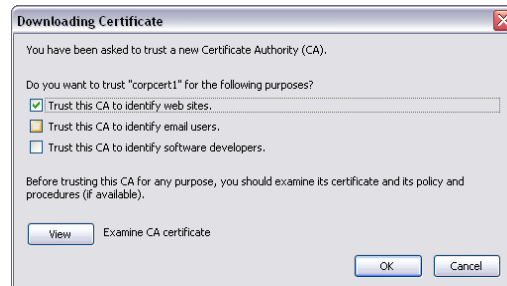 Downloading Certificate
You have been asked to trust a new Certificate Authority (CA).
Do you want to trust "corpcert1" for the following purposes?
Trust this CA to identify web sites.
Trust this CA to identify email users.
Trust this CA to identify software developers.
Before trusting this CA for any purpose, you should examine its certificate and its policy and
procedures (if available).
View Examine CA certificate
OK Cancel